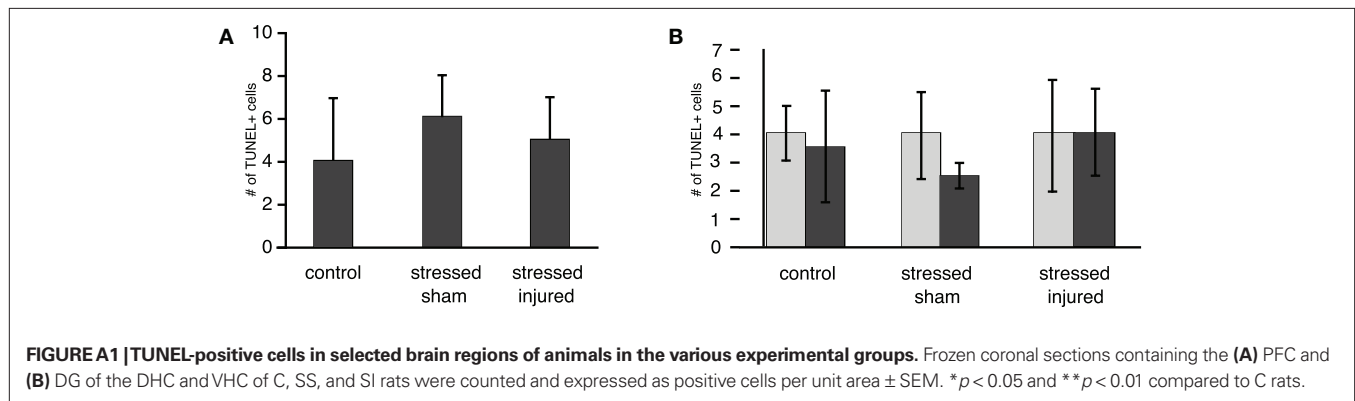 A
10
8
6
4
2
0
# of TUNEL+ cells
control
stressed
sham
stressed
injured
B
7
6
5
4
3
2
1
0
# of TUNEL+ cells
control
stressed
sham
stressed
injured
FIGURE A1 | TUNEL-positive cells in selected brain regions of animals in the various experimental groups. Frozen coronal sections containing the (A) PFC and
(B) DG of the DHC and VHC of C, SS, and SI rats were counted and expressed as positive cells per unit area ± SEM. *p < 0.05 and **p < 0.01 compared to C rats.